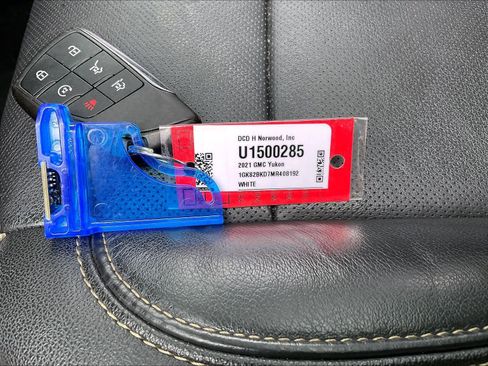 DCD H Norwood, Inc
U1500285
2021 GMC Yukon
1GKS2BKD7MR408192
WHITE